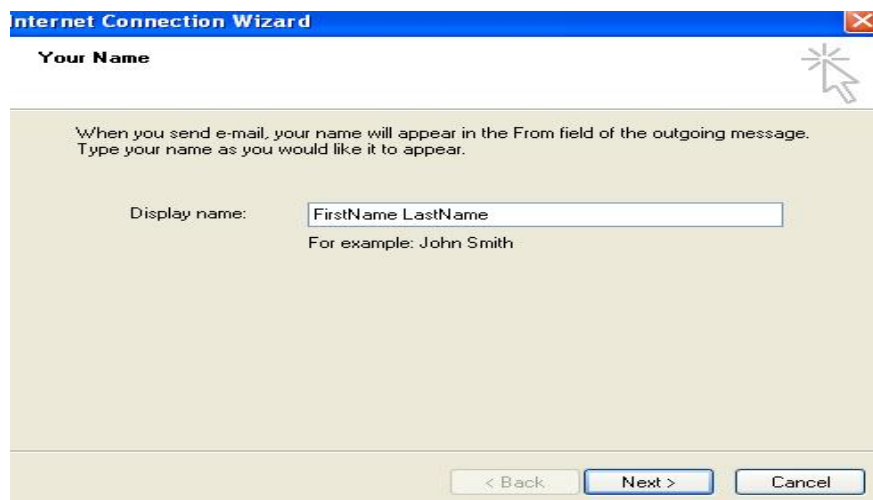 Internet Connection Wizard
Your Name
When you send e-mail, your name will appear in the From field of the outgoing message.
Type your name as you would like it to appear.
Display name:
FirstName LastName
For example: John Smith
< Back
Next >
Cancel